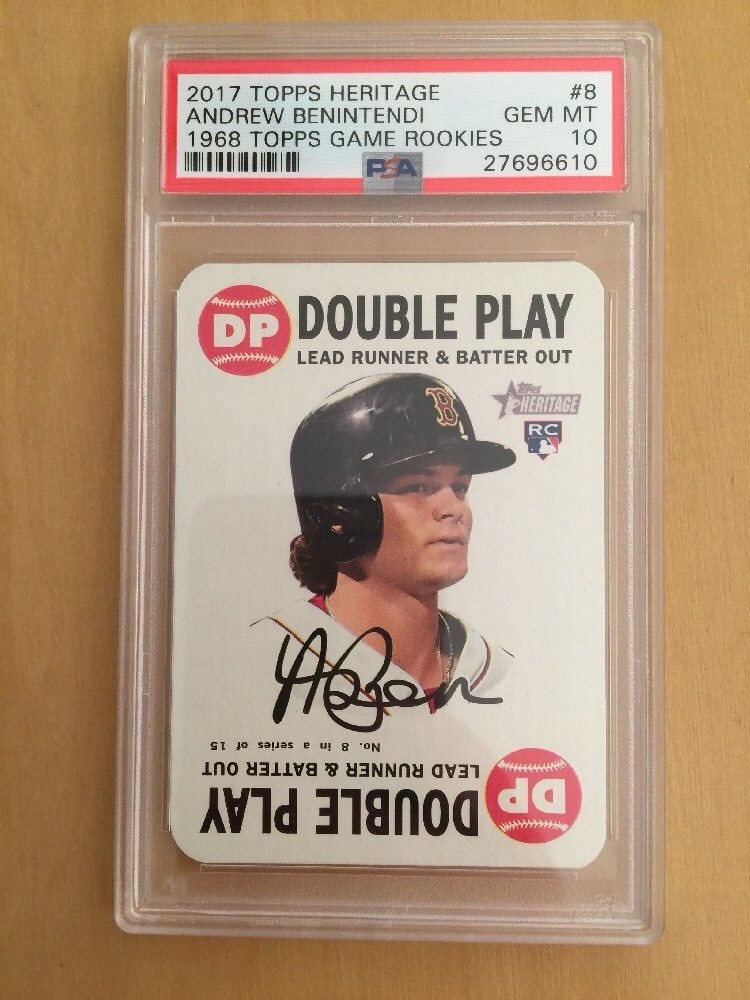 2017 TOPPS HERITAGE #8
ANDREW BENINTENDI GEM MT
1968 TOPPS GAME ROOKIES 10
PSA 27696610
DP DOUBLE PLAY
LEAD RUNNER & BATTER OUT
B
Topps
HERITAGE
RC
ABen
No. 8 in a series of 15
LEAD RUNNER & BATTER OUT
DP DOUBLE PLAY